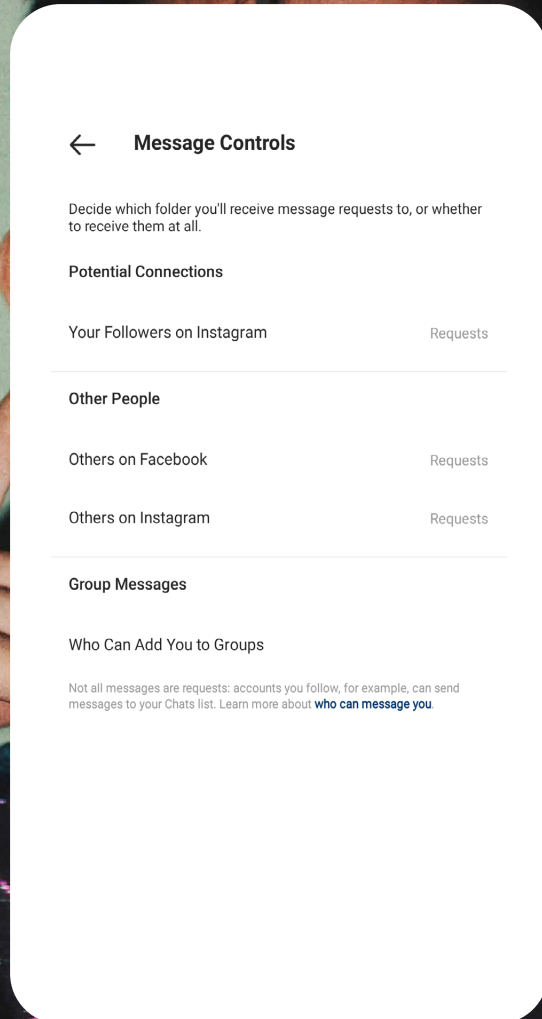 Message Controls
Decide which folder you'll receive message requests to, or whether
to receive them at all.
Potential Connections
Your Followers on Instagram Requests
Other People
Others on Facebook Requests
Others on Instagram Requests
Group Messages
Who Can Add You to Groups
Not all messages are requests: accounts you follow, for example, can send
messages to your Chats list. Learn more about who can message you.